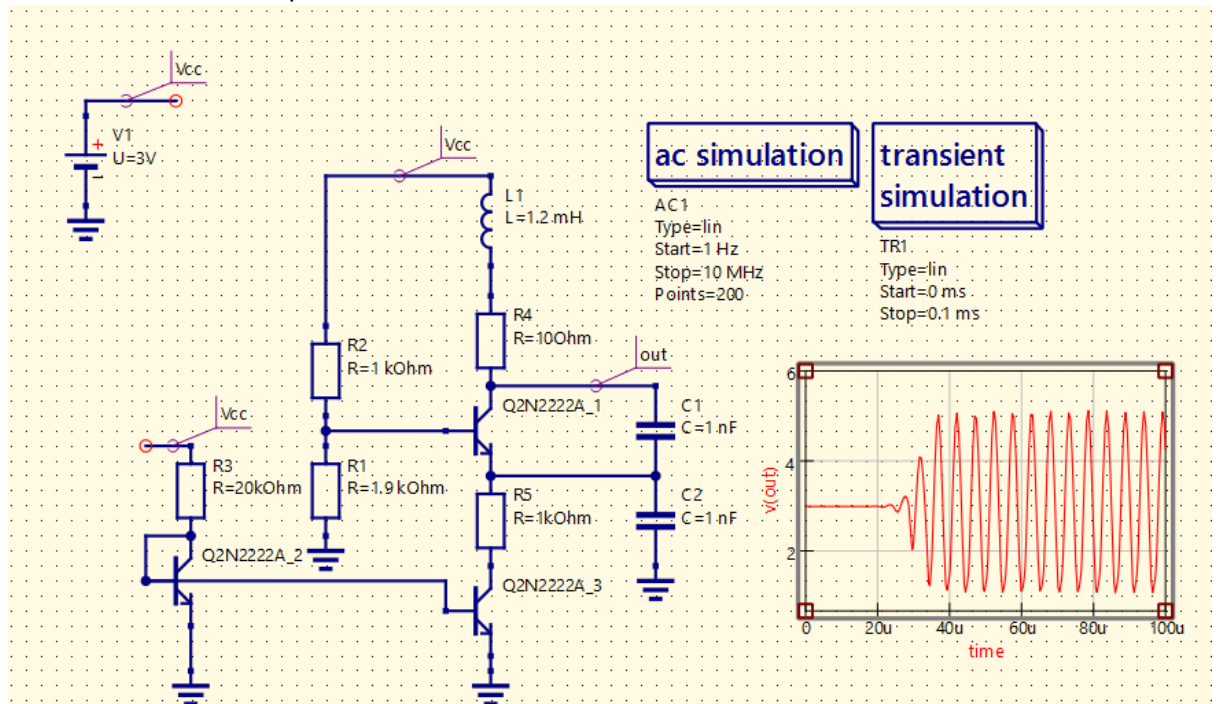 Vcc
V1
U=3V
Vcc
L1
L=1.2 mH
R4
R=10Ohm
out
R2
R=1 kOhm
Q2N2222A_1
C1
C=1 nF
Vcc
R3
R=20kOhm
R1
R=1.9 kOhm
R5
R=1kOhm
C2
C=1 nF
Q2N2222A_2
Q2N2222A_3
ac simulation
AC1
Type=lin
Start=1 Hz
Stop=10 MHz
Points=200
transient
simulation
TR1
Type=lin
Start=0 ms
Stop=0.1 ms
6
4
2
v(out)
0 20u 40u 60u 80u 100u
time